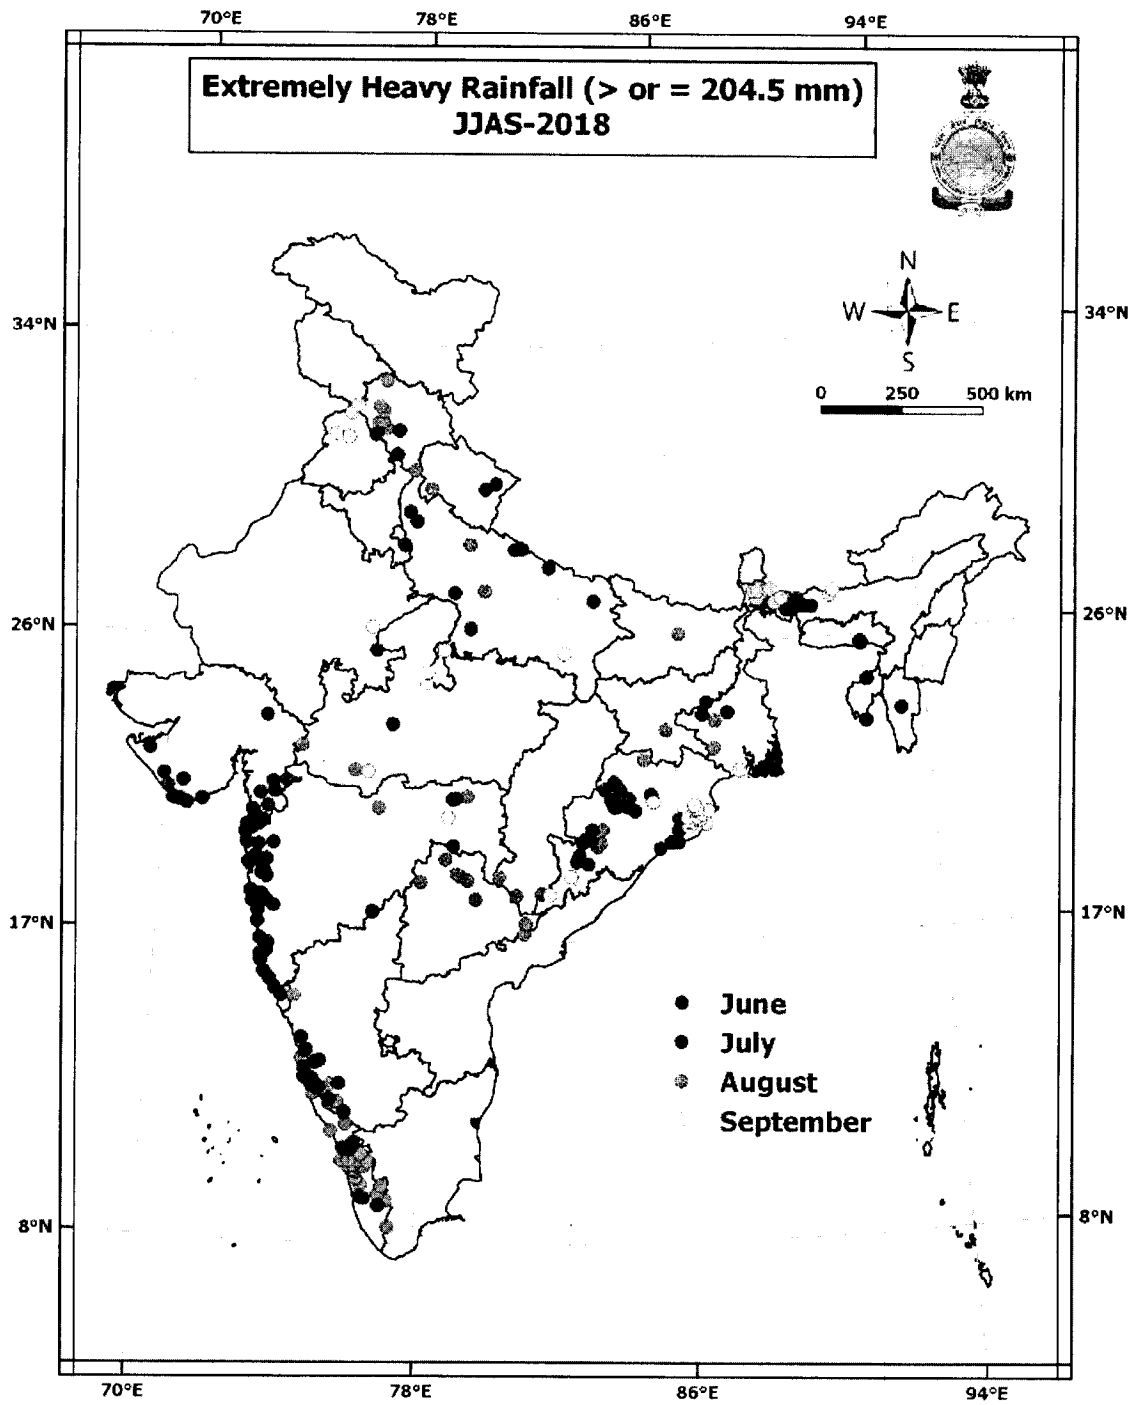 70°E 78°E 86°E 94°E
Extremely Heavy Rainfall (> or = 204.5 mm)
JJAS-2018
N
W E
S
34°N 34°N
0 250 500 km
26°N 26°N
17°N 17°N
June
July
August
September
8°N 8°N
70°E 78°E 86°E 94°E